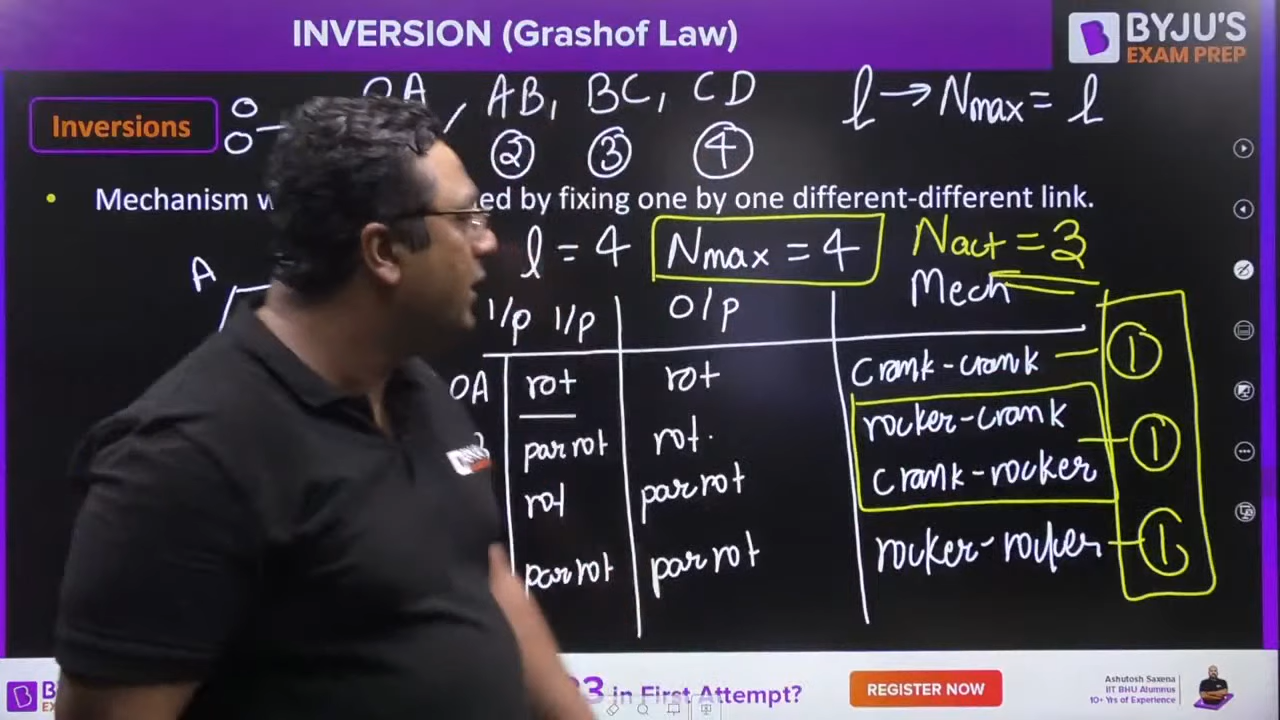 INVERSION (Grashof Law)
BYJU'S
EXAM PREP
Inversions
OA, AB, BC, CD
l → Nmax = l
② ③ ④
• Mechanism w
ed by fixing one by one different-different link.
A
l = 4 Nmax = 4 Nact = 3
I/p I/p O/p Mech
OA rot rot crank-crank - ①
par rot rot. rocker-crank
- ①
rot par rot crank-rocker
par rot par rot rocker-rocker - ①
3 in First Attempt?
REGISTER NOW
Ashutosh Saxena
IIT BHU Alumnus
10+ Yrs of Experience